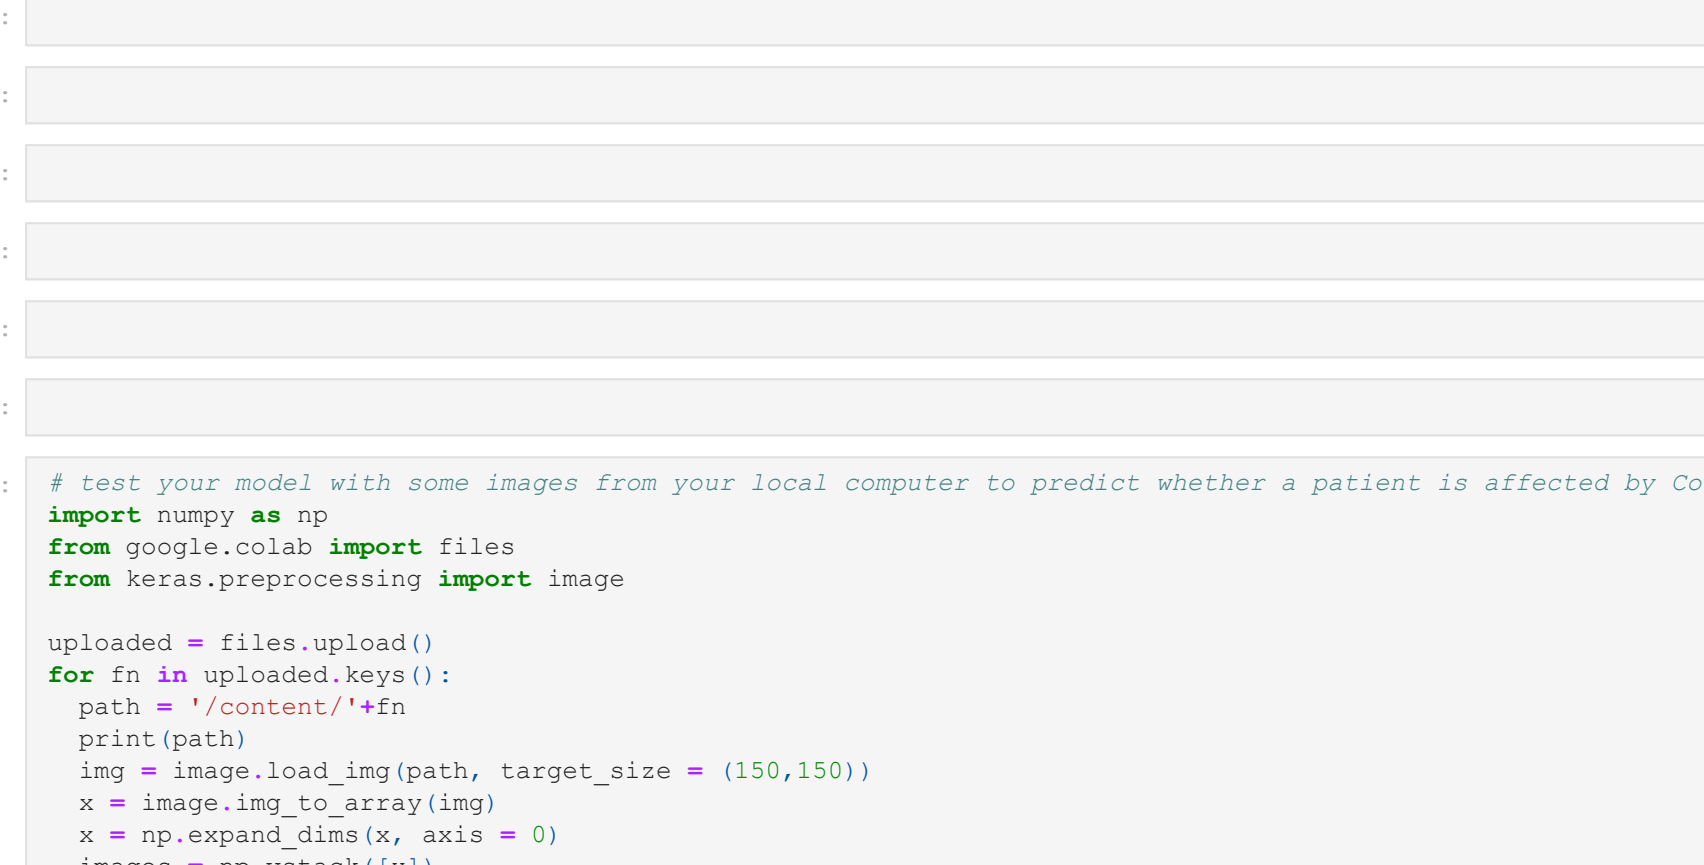 :
:
:
:
:
:
: # test your model with some images from your local computer to predict whether a patient is affected by Co
import numpy as np
from google.colab import files
from keras.preprocessing import image
uploaded = files.upload()
for fn in uploaded.keys():
path = '/content/'+fn
print(path)
img = image.load_img(path, target_size = (150,150))
x = image.img_to_array(img)
x = np.expand_dims(x, axis = 0)
images = np.vstack([x])